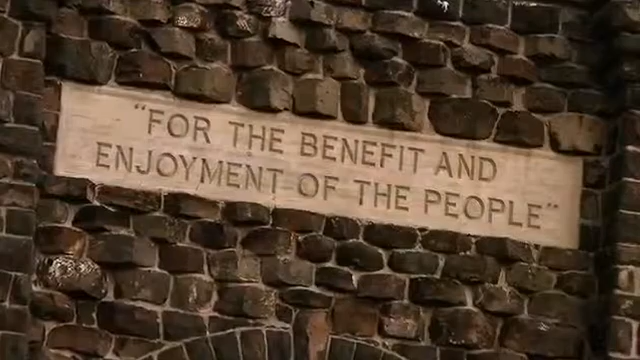 “FOR THE BENEFIT AND
ENJOYMENT OF THE PEOPLE”